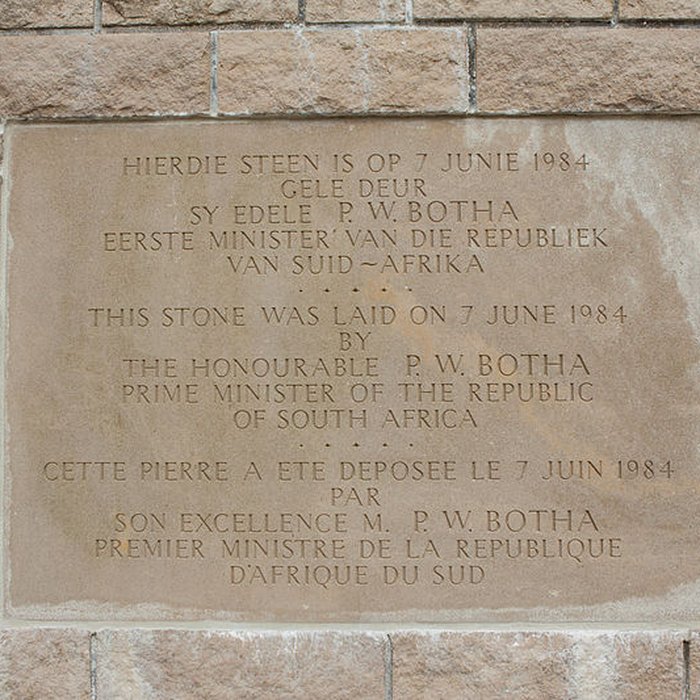 HIERDIE STEEN IS OP 7 JUNIE 1984
GELE DEUR
SY EDELE P. W. BOTHA
EERSTE MINISTER VAN DIE REPUBLIEK
VAN SUID~AFRIKA
THIS STONE WAS LAID ON 7 JUNE 1984
BY
THE HONOURABLE P. W. BOTHA
PRIME MINISTER OF THE REPUBLIC
OF SOUTH AFRICA
CETTE PIERRE A ETE DEPOSEE LE 7 JUIN 1984
PAR
SON EXCELLENCE M. P. W. BOTHA
PREMIER MINISTRE DE LA REPUBLIQUE
D'AFRIQUE DU SUD